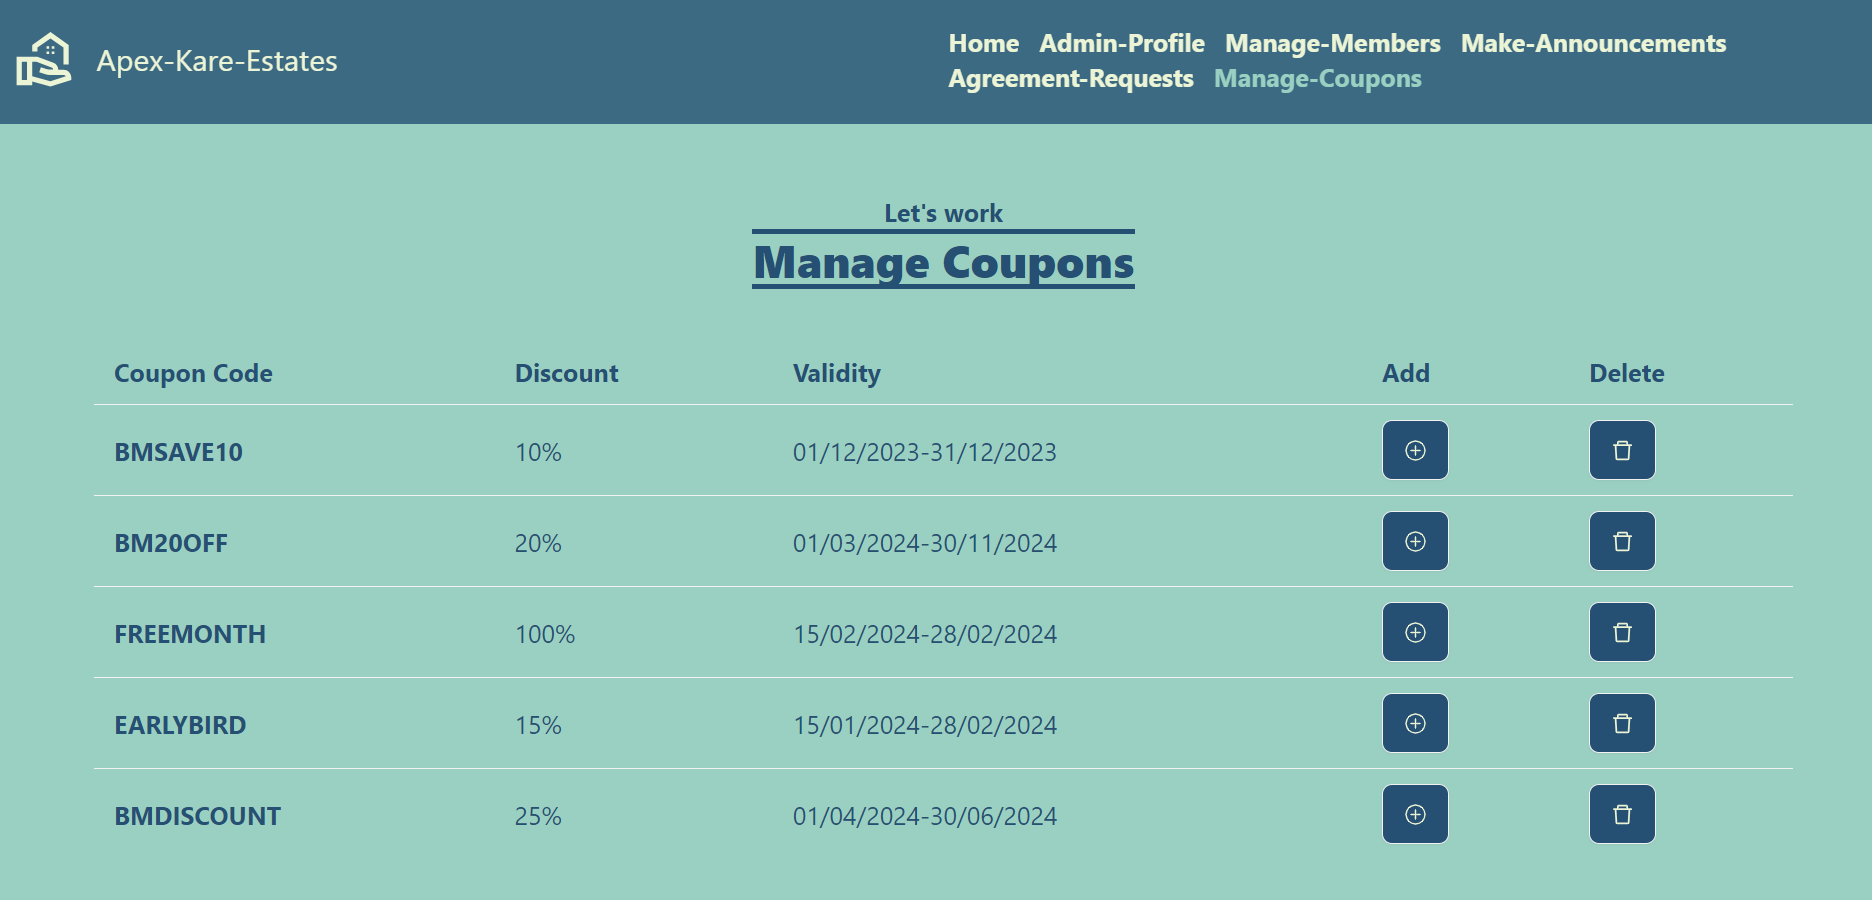 Apex-Kare-Estates
Home Admin-Profile Manage-Members Make-Announcements
Agreement-Requests Manage-Coupons
Let's work
Manage Coupons
Coupon Code Discount Validity Add Delete
BMSAVE10 10% 01/12/2023-31/12/2023
BM20OFF 20% 01/03/2024-30/11/2024
FREEMONTH 100% 15/02/2024-28/02/2024
EARLYBIRD 15% 15/01/2024-28/02/2024
BMDISCOUNT 25% 01/04/2024-30/06/2024